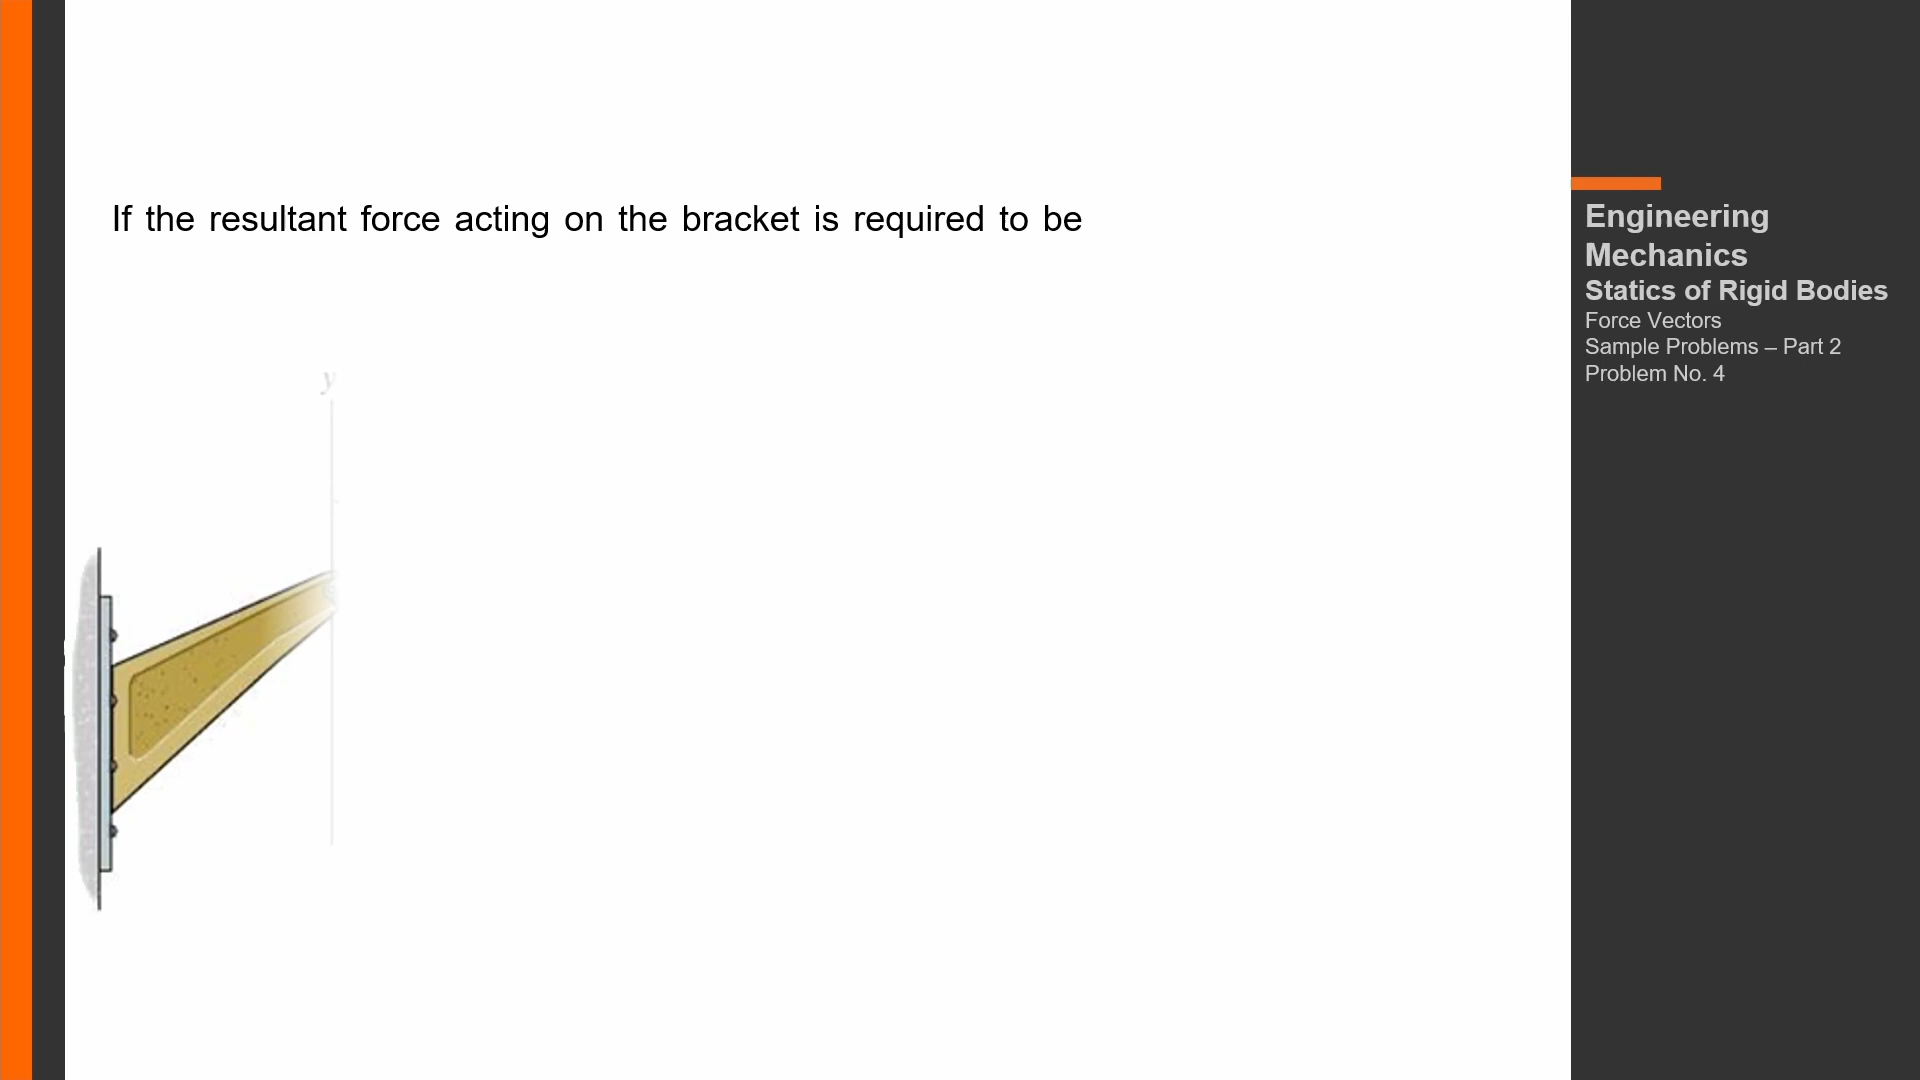 If the resultant force acting on the bracket is required to be
y
Engineering
Mechanics
Statics of Rigid Bodies
Force Vectors
Sample Problems – Part 2
Problem No. 4